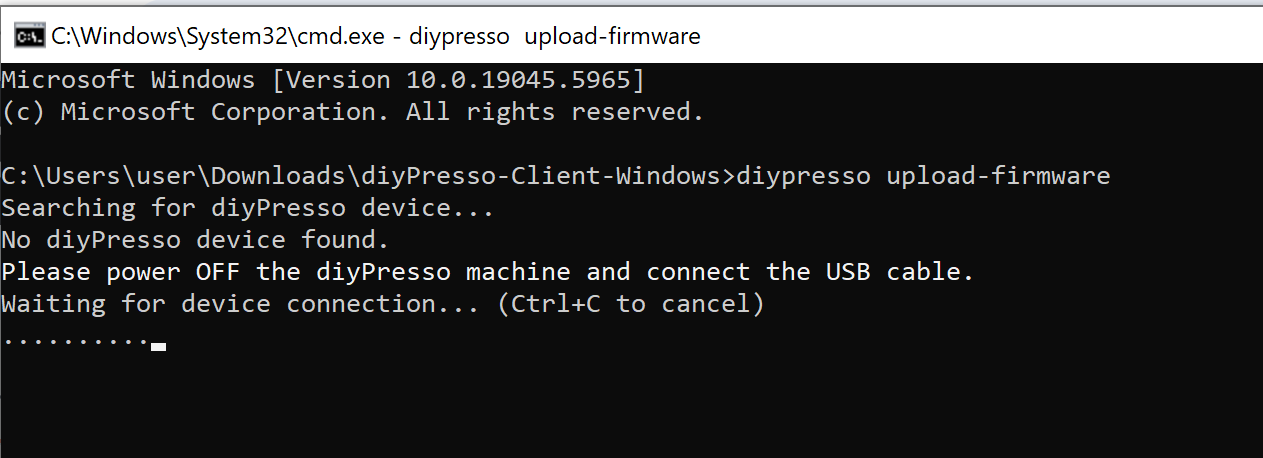 C:\Windows\System32\cmd.exe - diypresso  upload-firmware
Microsoft Windows [Version 10.0.19045.5965]
(c) Microsoft Corporation. All rights reserved.
C:\Users\user\Downloads\diyPresso-Client-Windows>diypresso upload-firmware
Searching for diyPresso device...
No diyPresso device found.
Please power OFF the diyPresso machine and connect the USB cable.
Waiting for device connection... (Ctrl+C to cancel)
..........